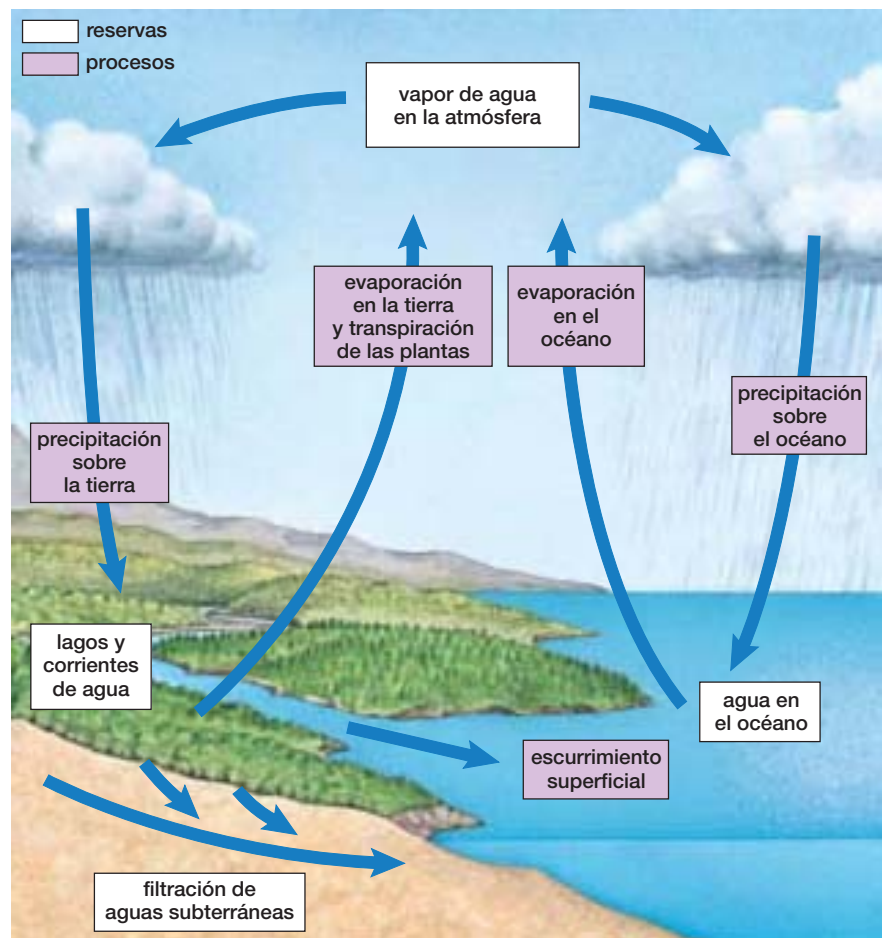 reservas
procesos
vapor de agua
en la atmósfera
evaporación
en la tierra
y transpiración
de las plantas
evaporación
en el
océano
precipitación
sobre
la tierra
precipitación
sobre
el océano
lagos y
corrientes
de agua
agua en
el océano
escurrimiento
superficial
filtración de
aguas subterráneas